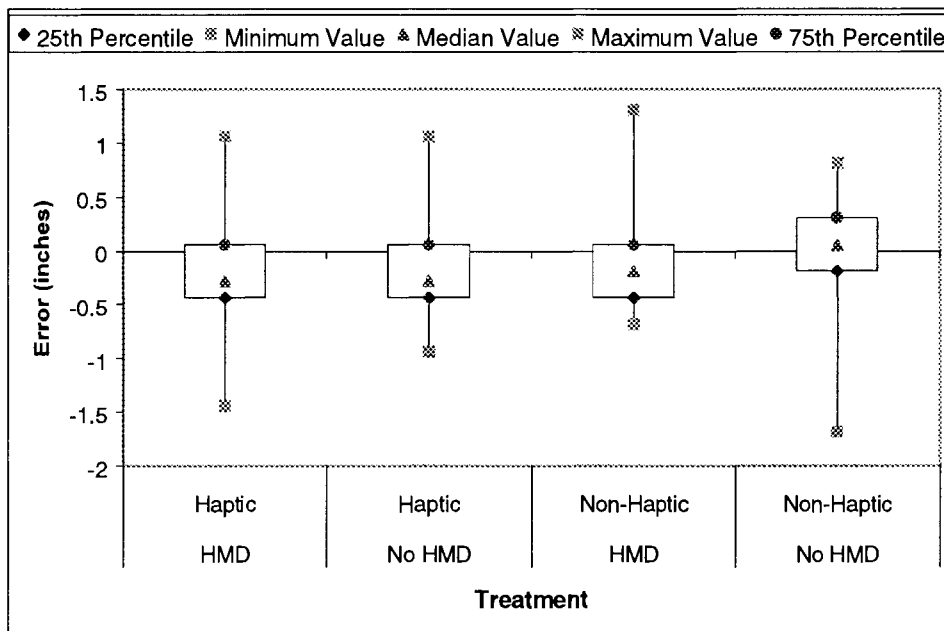 25th Percentile Minimum Value Median Value Maximum Value 75th Percentile
1.5
1
0.5
0
-0.5
-1
-1.5
-2
Error (inches)
Haptic Haptic Non-Haptic Non-Haptic
HMD No HMD HMD No HMD
Treatment